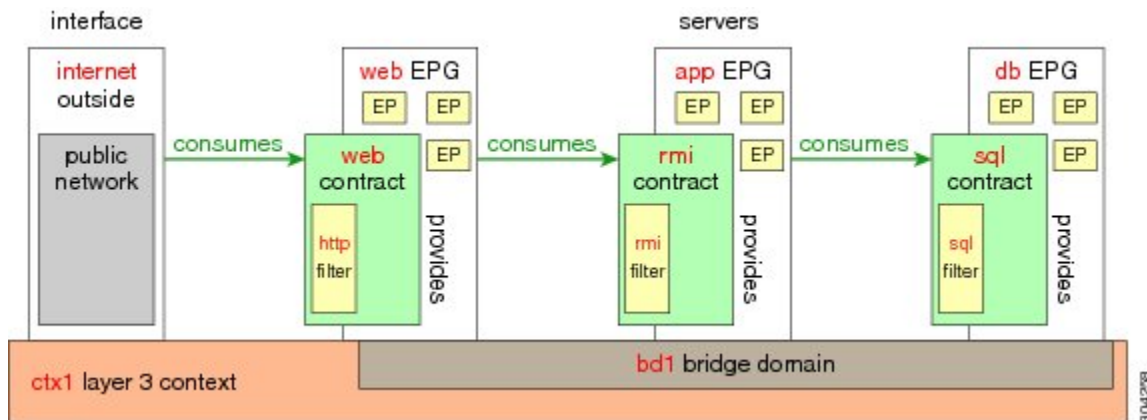 interface
servers
internet
outside
public
network
consumes
web EPG
EP
EP
EP
web
contract
http
filter
provides
consumes
app EPG
EP
EP
EP
rmi
contract
rmi
filter
provides
consumes
db EPG
EP
EP
EP
sql
contract
sql
filter
provides
bd1 bridge domain
ctx1 layer 3 context